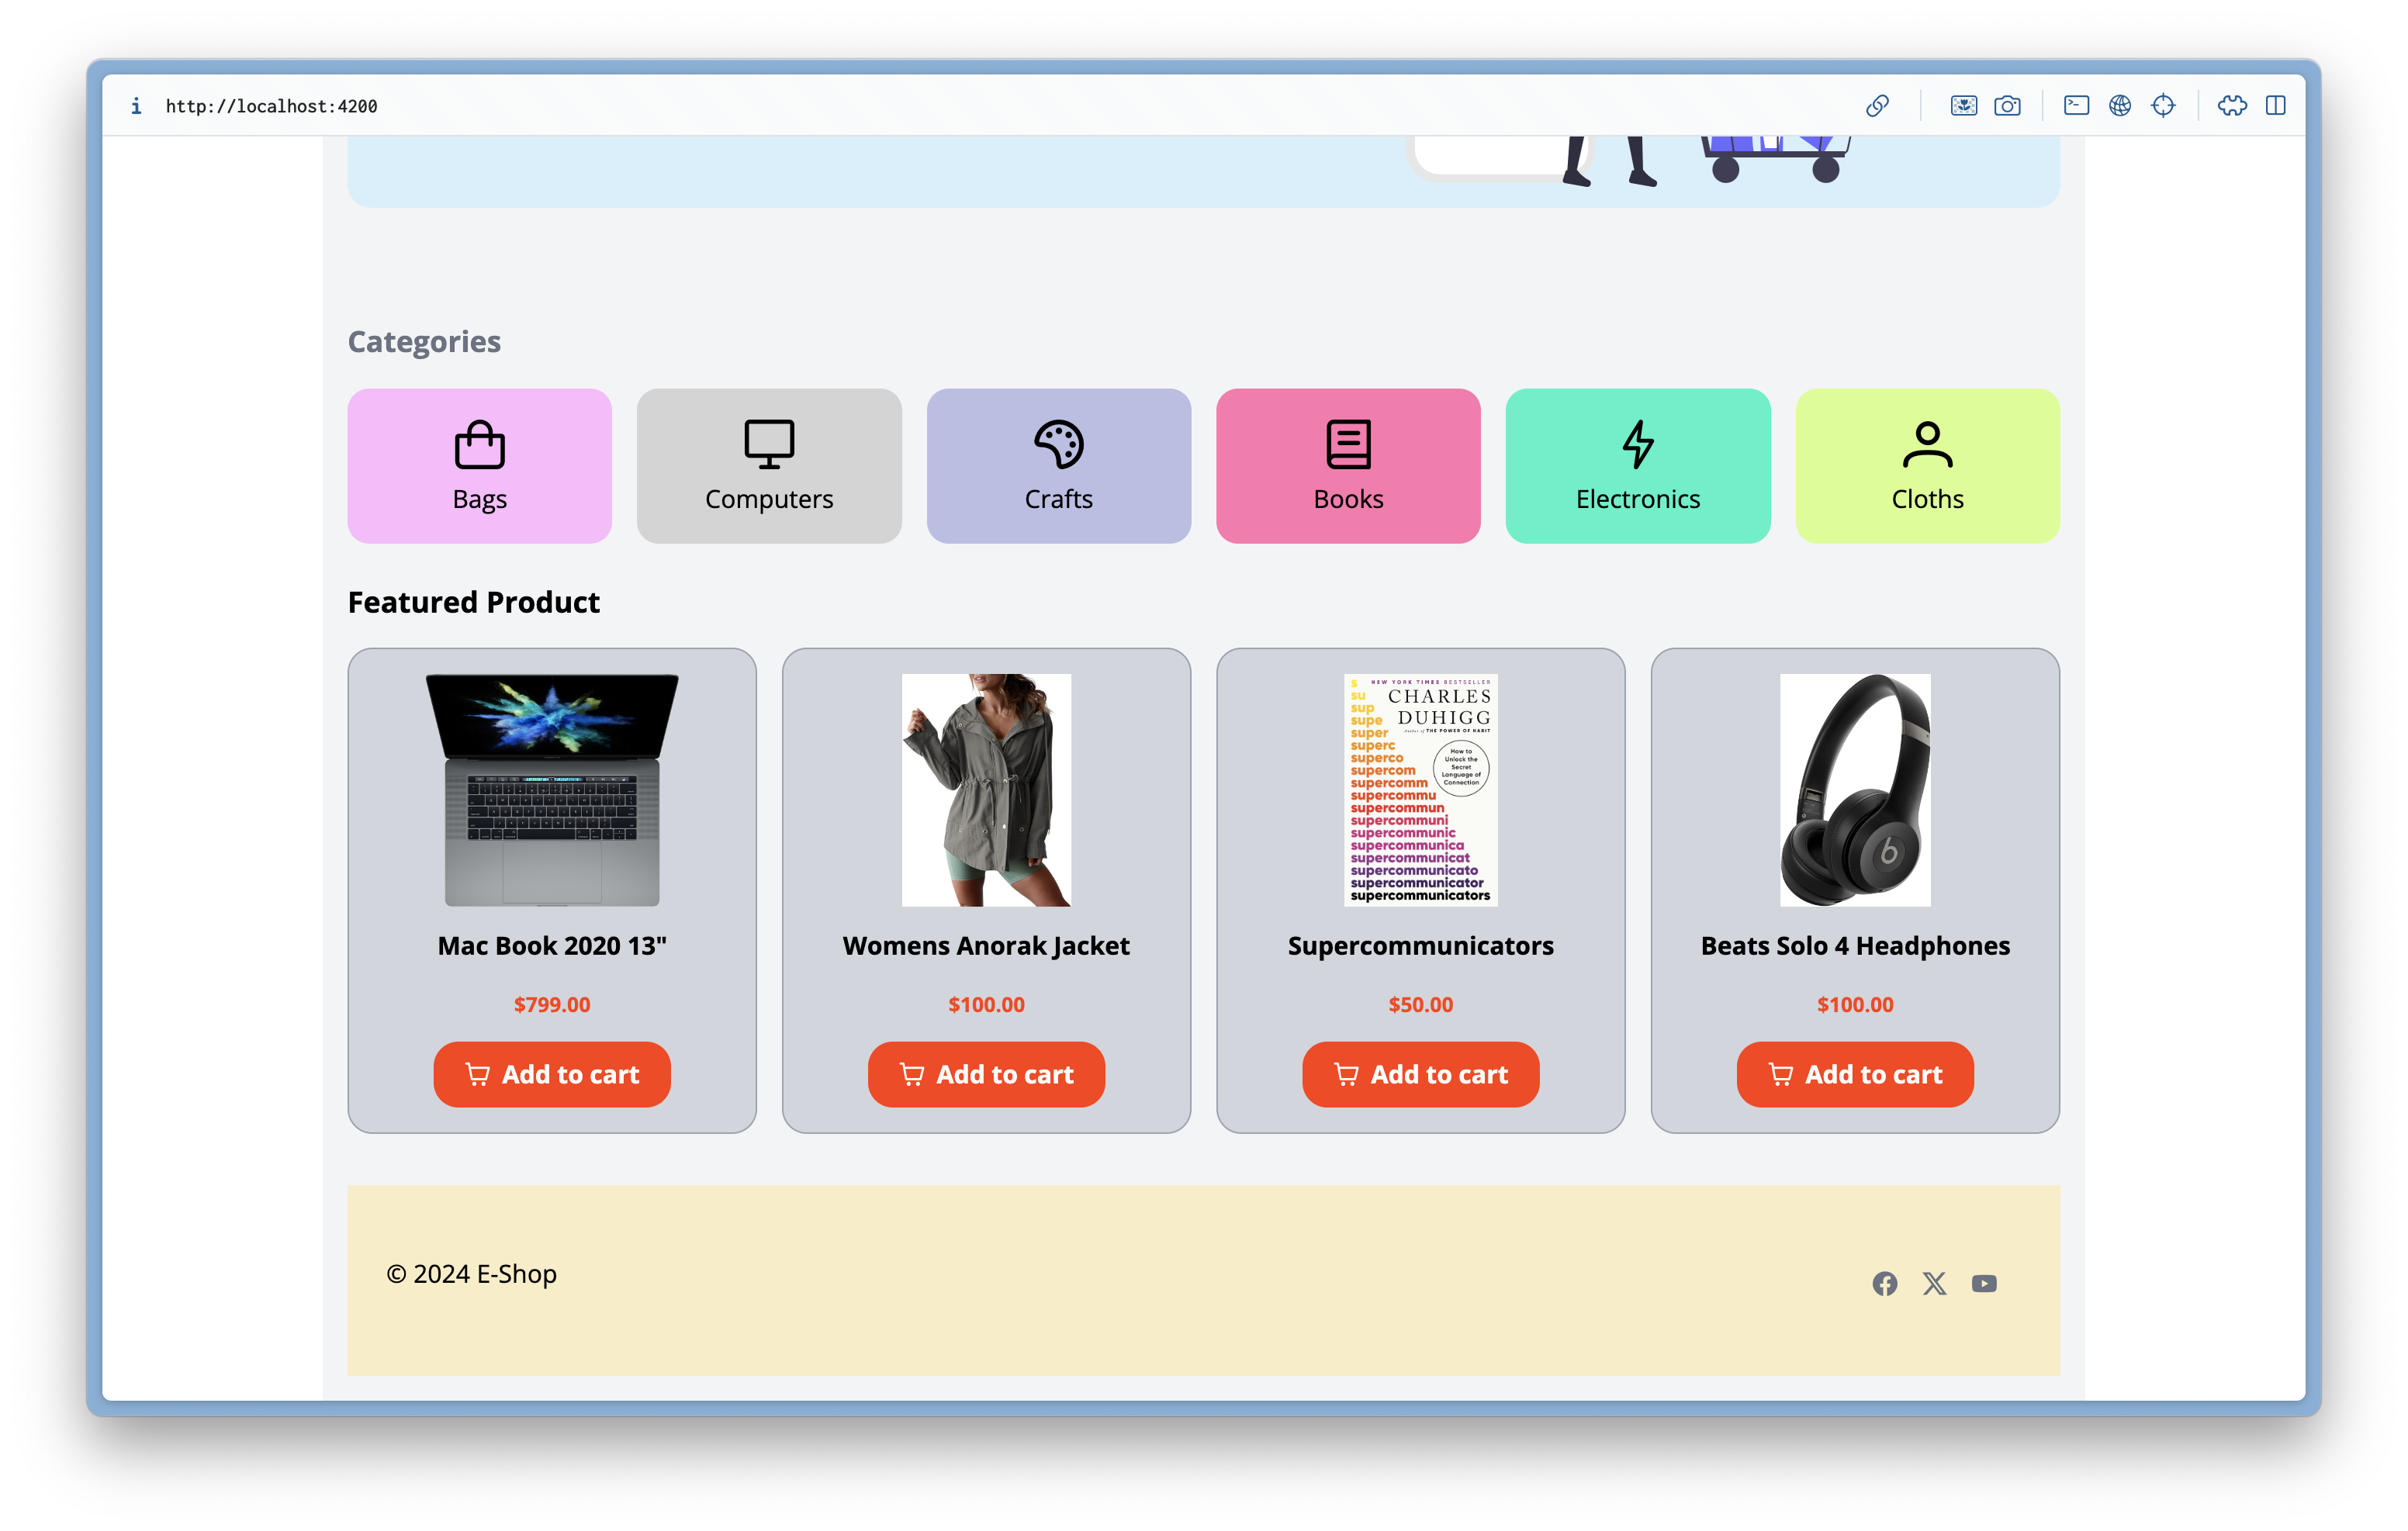 http://localhost:4200
Categories
Bags
Computers
Crafts
Books
Electronics
Cloths
Featured Product
NEW YORK TIMES BESTSELLER
CHARLES
DUHIGG
Author of THE POWER OF HABIT
How to
Unlock the
Secret
Language of
Connection
s
su
sup
supe
super
superc
superco
supercom
supercomm
supercommu
supercommun
supercommuni
supercommunic
supercommunica
supercommunicat
supercommunicato
supercommunicator
supercommunicators
Mac Book 2020 13"
$799.00
Add to cart
Womens Anorak Jacket
$100.00
Add to cart
Supercommunicators
$50.00
Add to cart
Beats Solo 4 Headphones
$100.00
Add to cart
© 2024 E-Shop